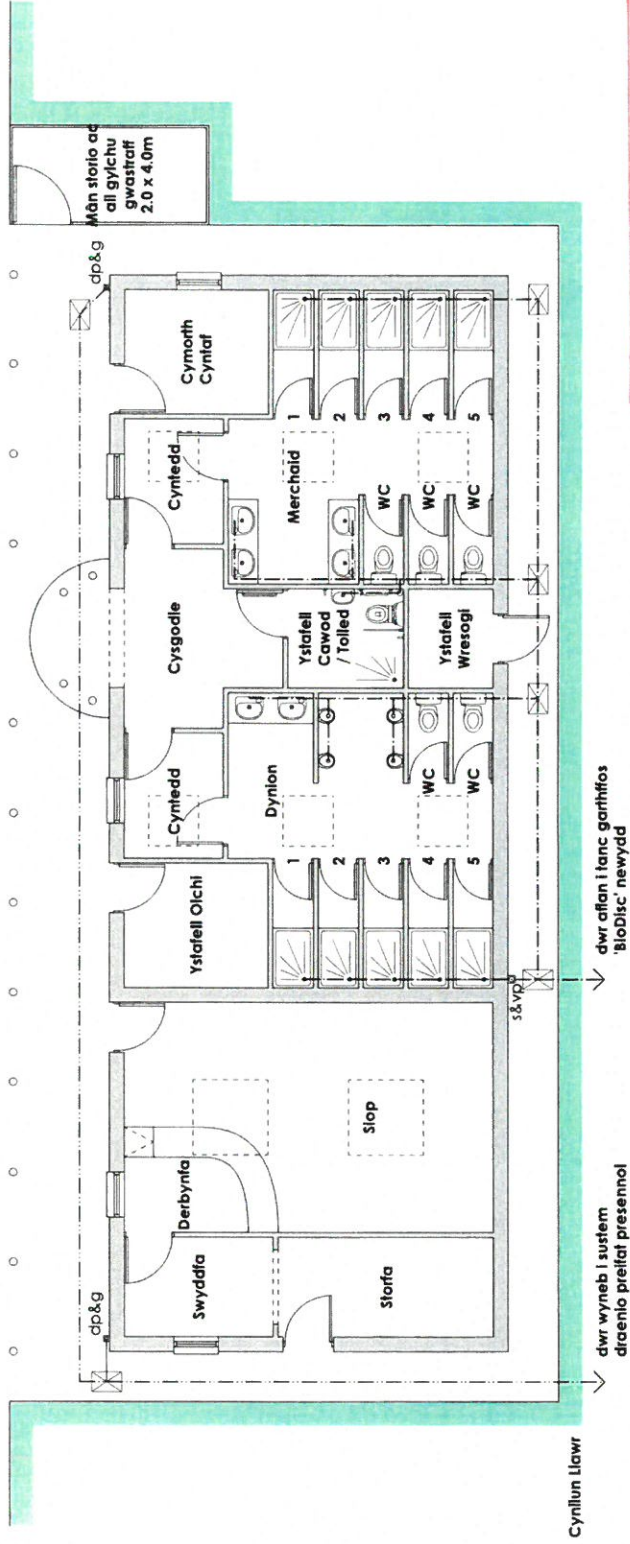 Mân storio ac
ail gylchu
gwastraff
2.0 x 4.0m
dp&g
dp&g
Cymorth
Cyntaf
Cyntedd
Cysgodle
Cyntedd
Ystafell Olchi
Derbynfa
Swyddfa
Storfa
Siop
Dynion
1
2
3
4
5
WC
WC
Ystafell
Cawod
/ Toiled
Ystafell
Wresogi
Merchaid
WC
WC
WC
1
2
3
4
5
s&vp
dwr wyneb i sustem
draenio preifat presennol
dwr aflan i tanc garthffos
'BioDisc' newydd
Cynllun Llawr